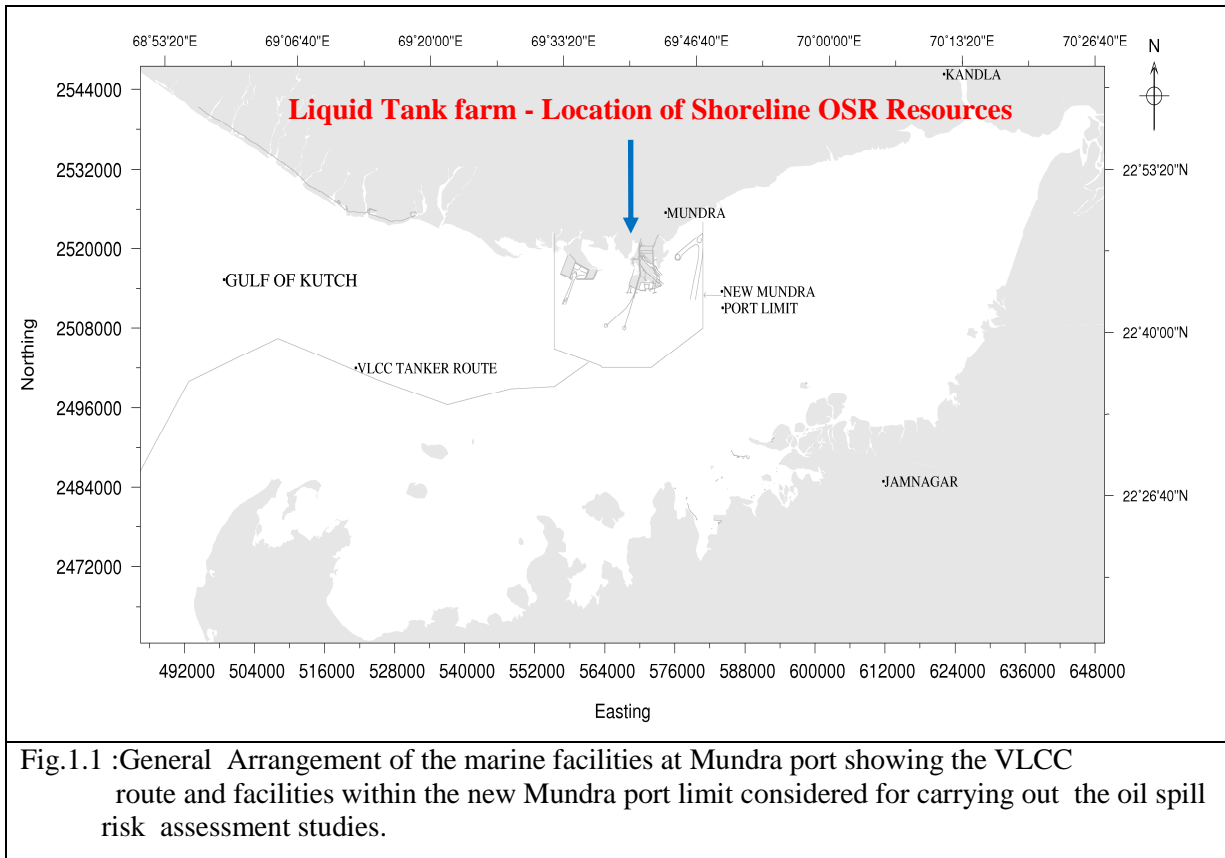 68˚53'20"E 69˚06'40"E 69˚20'00"E 69˚33'20"E 69˚46'40"E 70˚00'00"E 70˚13'20"E 70˚26'40"E
N
KANDLA
2544000
Liquid Tank farm - Location of Shoreline OSR Resources
2532000
22˚53'20"N
MUNDRA
2520000
GULF OF KUTCH
NEW MUNDRA
PORT LIMIT
2508000
22˚40'00"N
VLCC TANKER ROUTE
Northing
2496000
2484000
JAMNAGAR
22˚26'40"N
2472000
492000 504000 516000 528000 540000 552000 564000 576000 588000 600000 612000 624000 636000 648000
Easting
Fig.1.1 :General Arrangement of the marine facilities at Mundra port showing the VLCC
route and facilities within the new Mundra port limit considered for carrying out the oil spill
risk assessment studies.